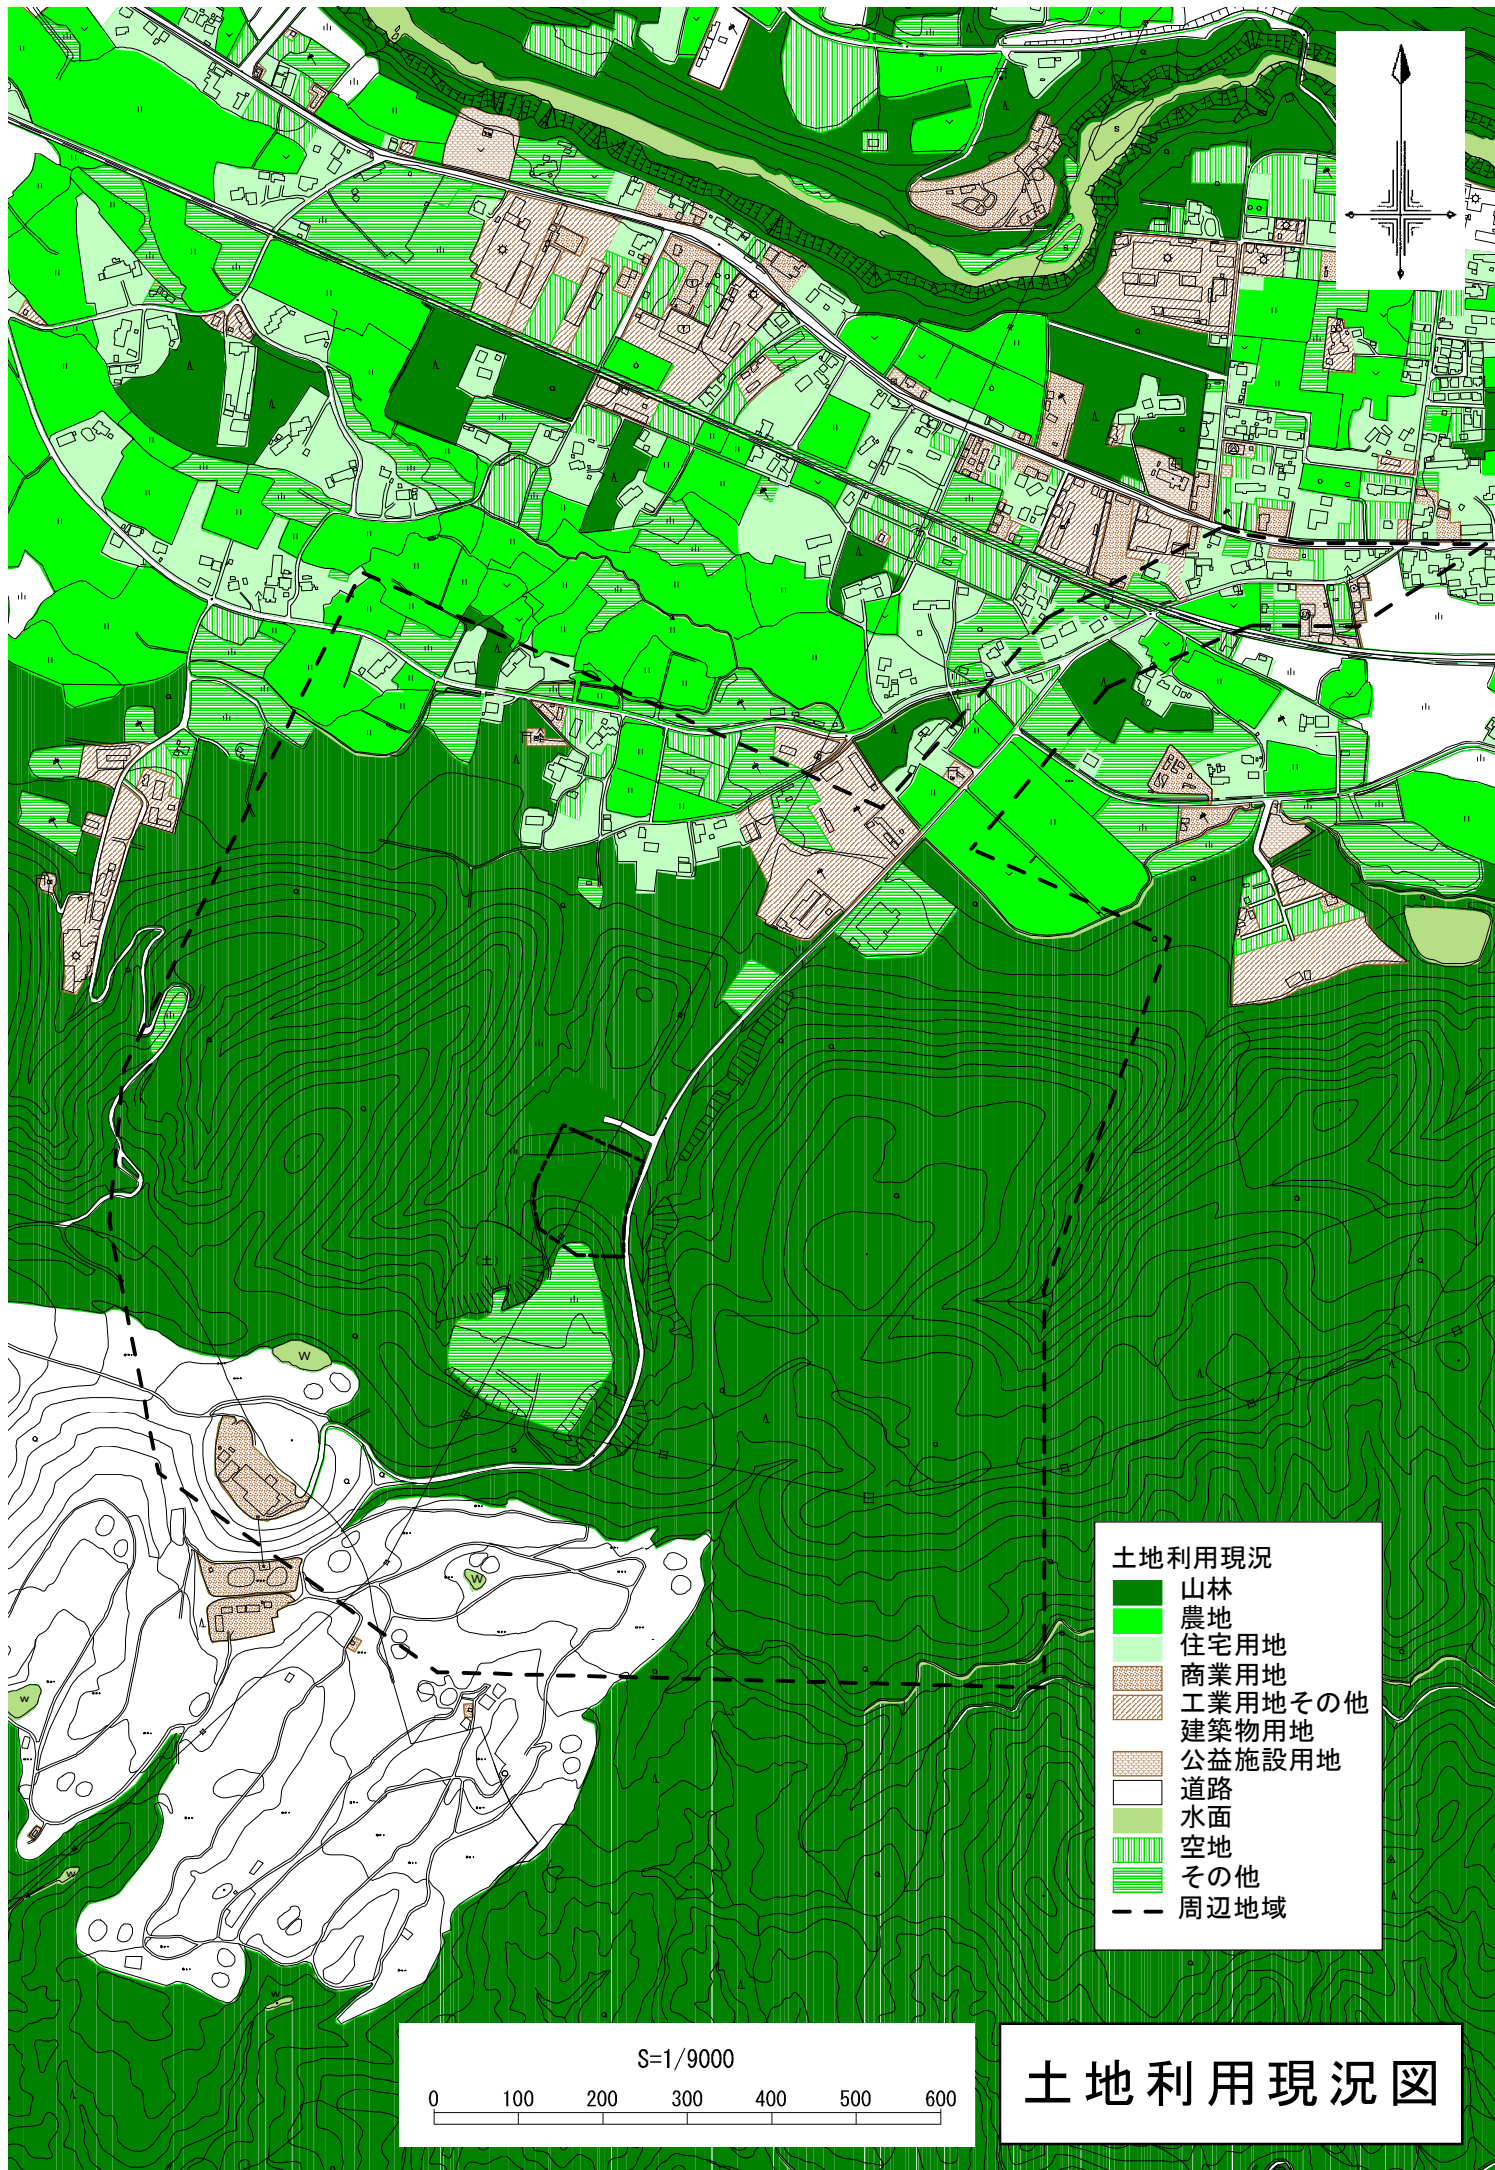 (土)
土地利用現況
山林
農地
住宅用地
商業用地
工業用地その他
建築物用地
公益施設用地
道路
水面
空地
その他
周辺地域
S=1/9000
0 100 200 300 400 500 600
土地利用現況図